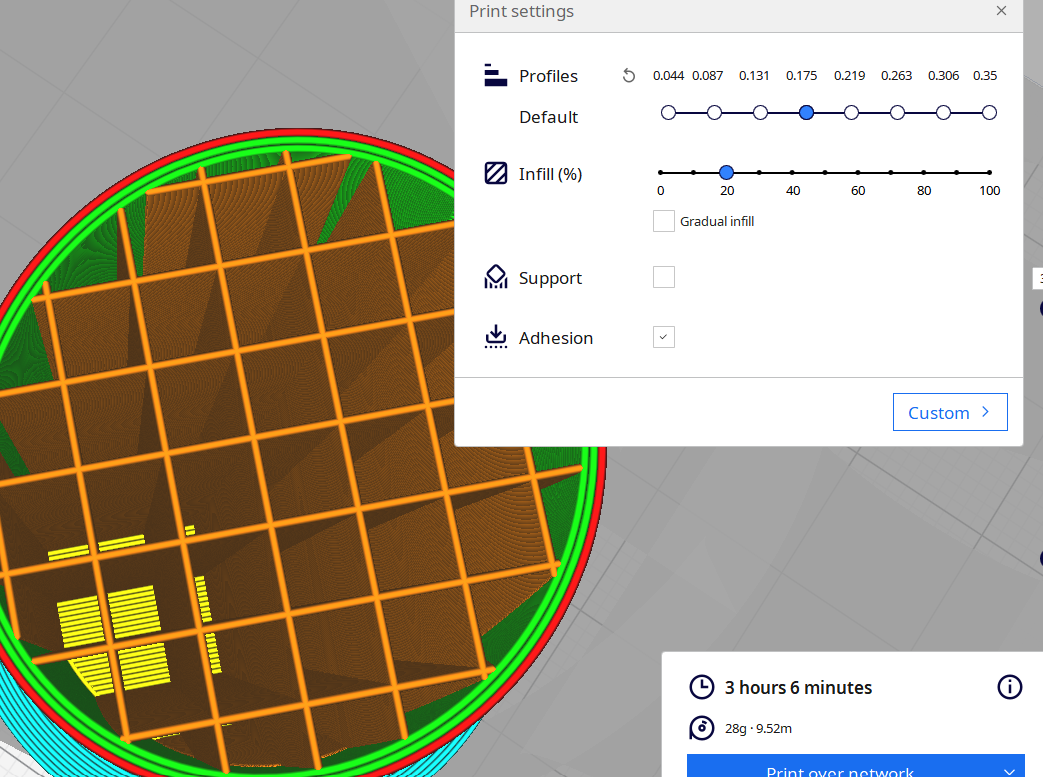 Print settings
Profiles 0.044 0.087 0.131 0.175 0.219 0.263 0.306 0.35
Default
Infill (%)
0 20 40 60 80 100
Gradual infill
Support
Adhesion
Custom
3 hours 6 minutes
28g · 9.52m
Print over network